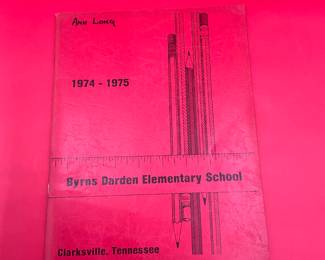 Ann Long
1974 - 1975
Byrns Darden Elementary School
Clarksville, Tennessee